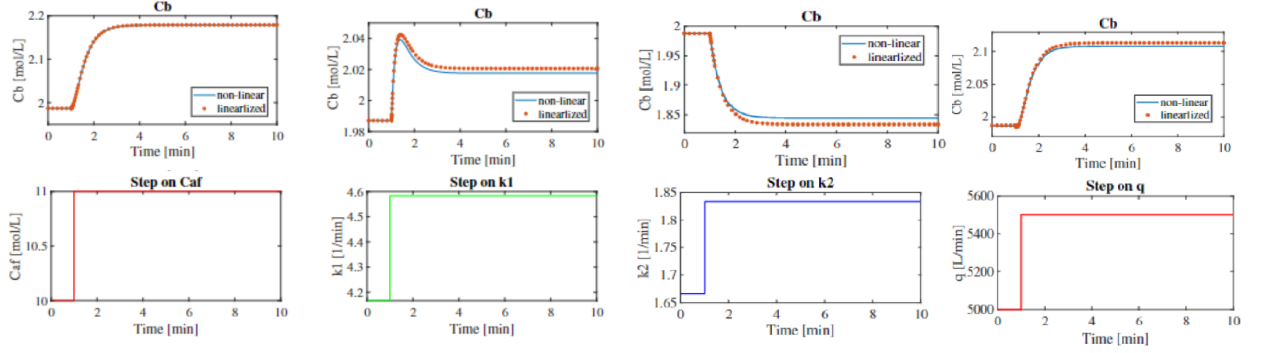 Cb
2.2
2.1
2
Cb [mol/L]
non-linear
linearlized
0 2 4 6 8 10
Time [min]
Cb
2.04
2.02
2
1.98
Cb [mol/L]
non-linear
linearlized
0 2 4 6 8 10
Time [min]
Cb
2
1.95
1.9
1.85
Cb [mol/L]
non-linear
linearlized
0 2 4 6 8 10
Time [min]
Cb
2.1
2.05
2
Cb [mol/L]
non-linear
linearlized
0 2 4 6 8 10
Time [min]
Step on Caf
11
10.5
10
Caf [mol/L]
0 2 4 6 8 10
Time [min]
Step on k1
4.6
4.5
4.4
4.3
4.2
k1 [1/min]
0 2 4 6 8 10
Time [min]
Step on k2
1.85
1.8
1.75
1.7
1.65
k2 [1/min]
0 2 4 6 8 10
Time [min]
Step on q
5600
5400
5200
5000
q [L/min]
0 2 4 6 8 10
Time [min]